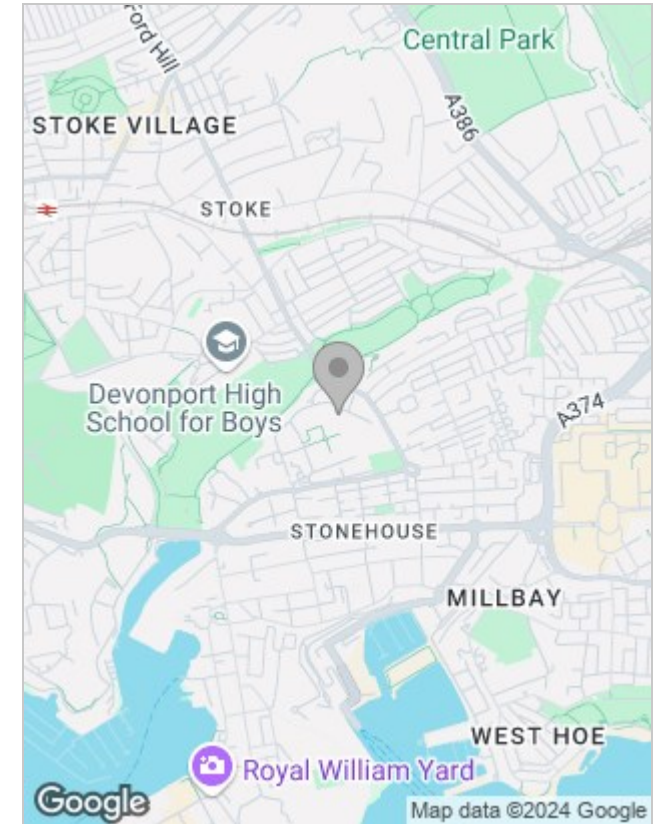 ford Hill
Central Park
A386
STOKE VILLAGE
STOKE
Devonport High
School for Boys
A374
STONEHOUSE
MILLBAY
WEST HOE
Royal William Yard
Google
Map data ©2024 Google